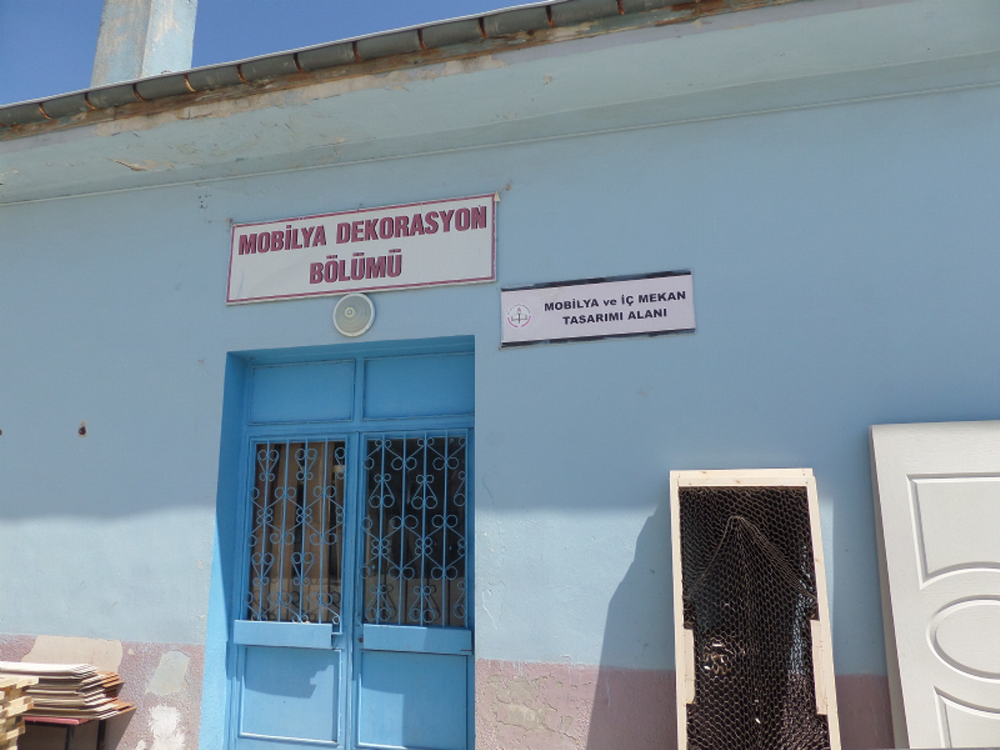 MOBİLYA DEKORASYON
BÖLÜMÜ
MOBİLYA ve İÇ MEKAN
TASARIMI ALANI